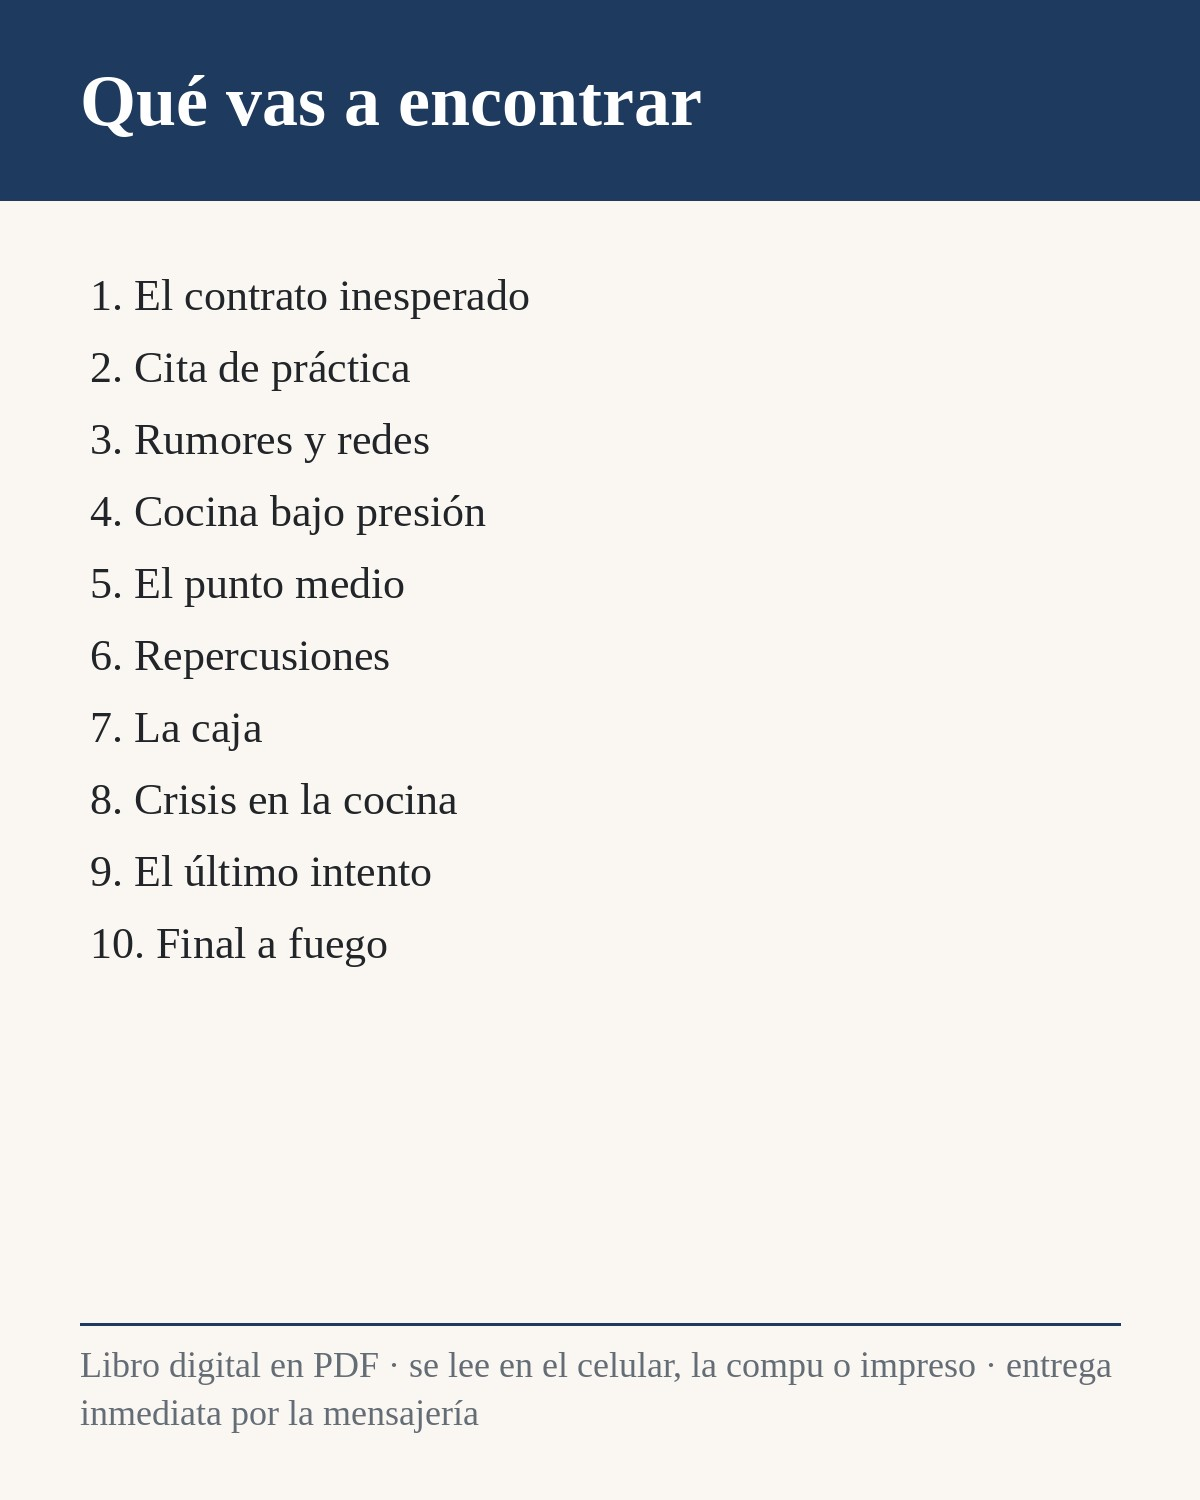 Qué vas a encontrar
1. El contrato inesperado
2. Cita de práctica
3. Rumores y redes
4. Cocina bajo presión
5. El punto medio
6. Repercusiones
7. La caja
8. Crisis en la cocina
9. El último intento
10. Final a fuego
Libro digital en PDF · se lee en el celular, la compu o impreso · entrega
inmediata por la mensajería